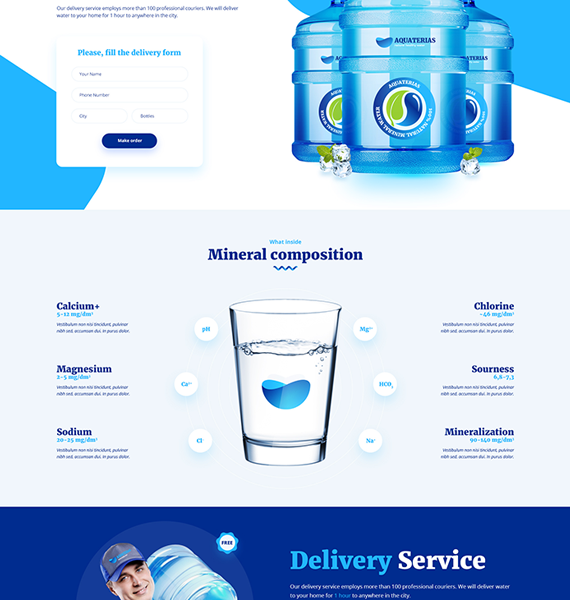 Our delivery service employs more than 100 professional couriers. We will deliver
water to your home for 1 hour to anywhere in the city.
Please, fill the delivery form
Your Name
Phone Number
City
Bottles
Make order
AQUATERIAS
AQUATERIAS
100% NATURAL MINERAL WATER
What Inside
Mineral composition
Calcium+
5-12 mg/dm³
Vestibulum non nisi tincidunt, pulvinar
nibh sed, accumsan dui. In purus dolor.
Magnesium
2-5 mg/dm³
Vestibulum non nisi tincidunt, pulvinar
nibh sed, accumsan dui. In purus dolor.
Sodium
20-25 mg/dm³
Vestibulum non nisi tincidunt, pulvinar
nibh sed, accumsan dui. In purus dolor.
pH
Ca²⁺
Cl
Mg²⁺
HCO₃
Na⁺
Chlorine
~46 mg/dm³
Vestibulum non nisi tincidunt, pulvinar
nibh sed, accumsan dui. In purus dolor.
Sourness
6,8-7,3
Vestibulum non nisi tincidunt, pulvinar
nibh sed, accumsan dui. In purus dolor.
Mineralization
90-140 mg/dm³
Vestibulum non nisi tincidunt, pulvinar
nibh sed, accumsan dui. In purus dolor.
FREE
Delivery Service
Our delivery service employs more than 100 professional couriers. We will deliver water
to your home for 1 hour to anywhere in the city.